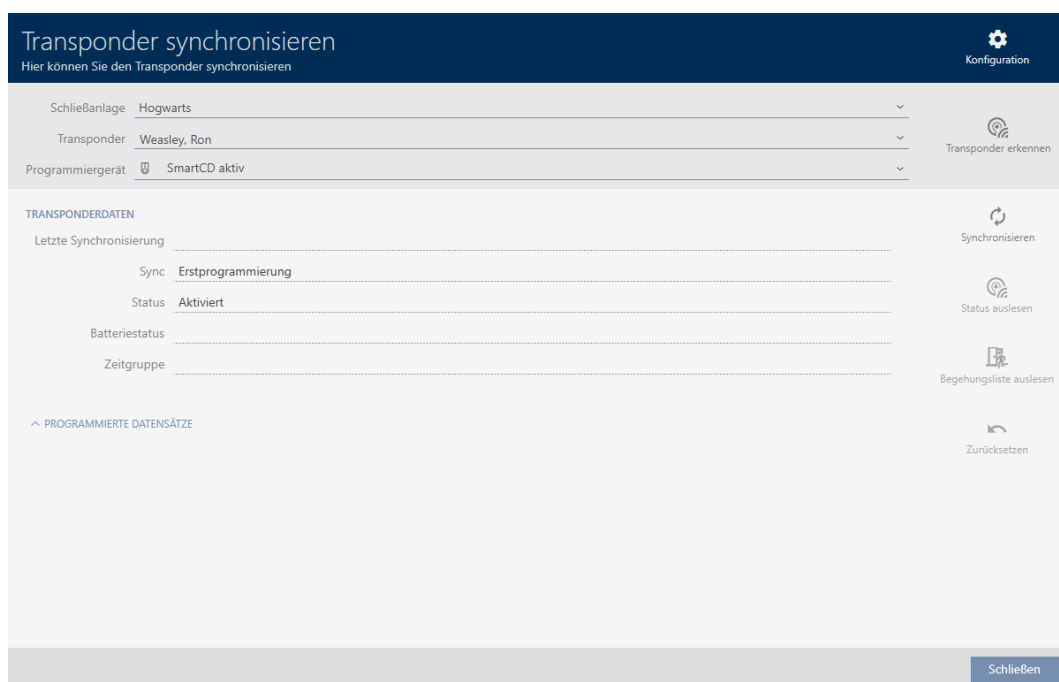 Transponder synchronisieren
Hier können Sie den Transponder synchronisieren
Konfiguration
Schließanlage Hogwarts
Transponder Weasley, Ron
Programmiergerät SmartCD aktiv
Transponder erkennen
TRANSPONDERDATEN
Letzte Synchronisierung
Sync Erstprogrammierung
Status Aktiviert
Batteriestatus
Zeitgruppe
PROGRAMMIERTE DATENSÄTZE
Synchronisieren
Status auslesen
Begehungsliste auslesen
Zurücksetzen
Schließen